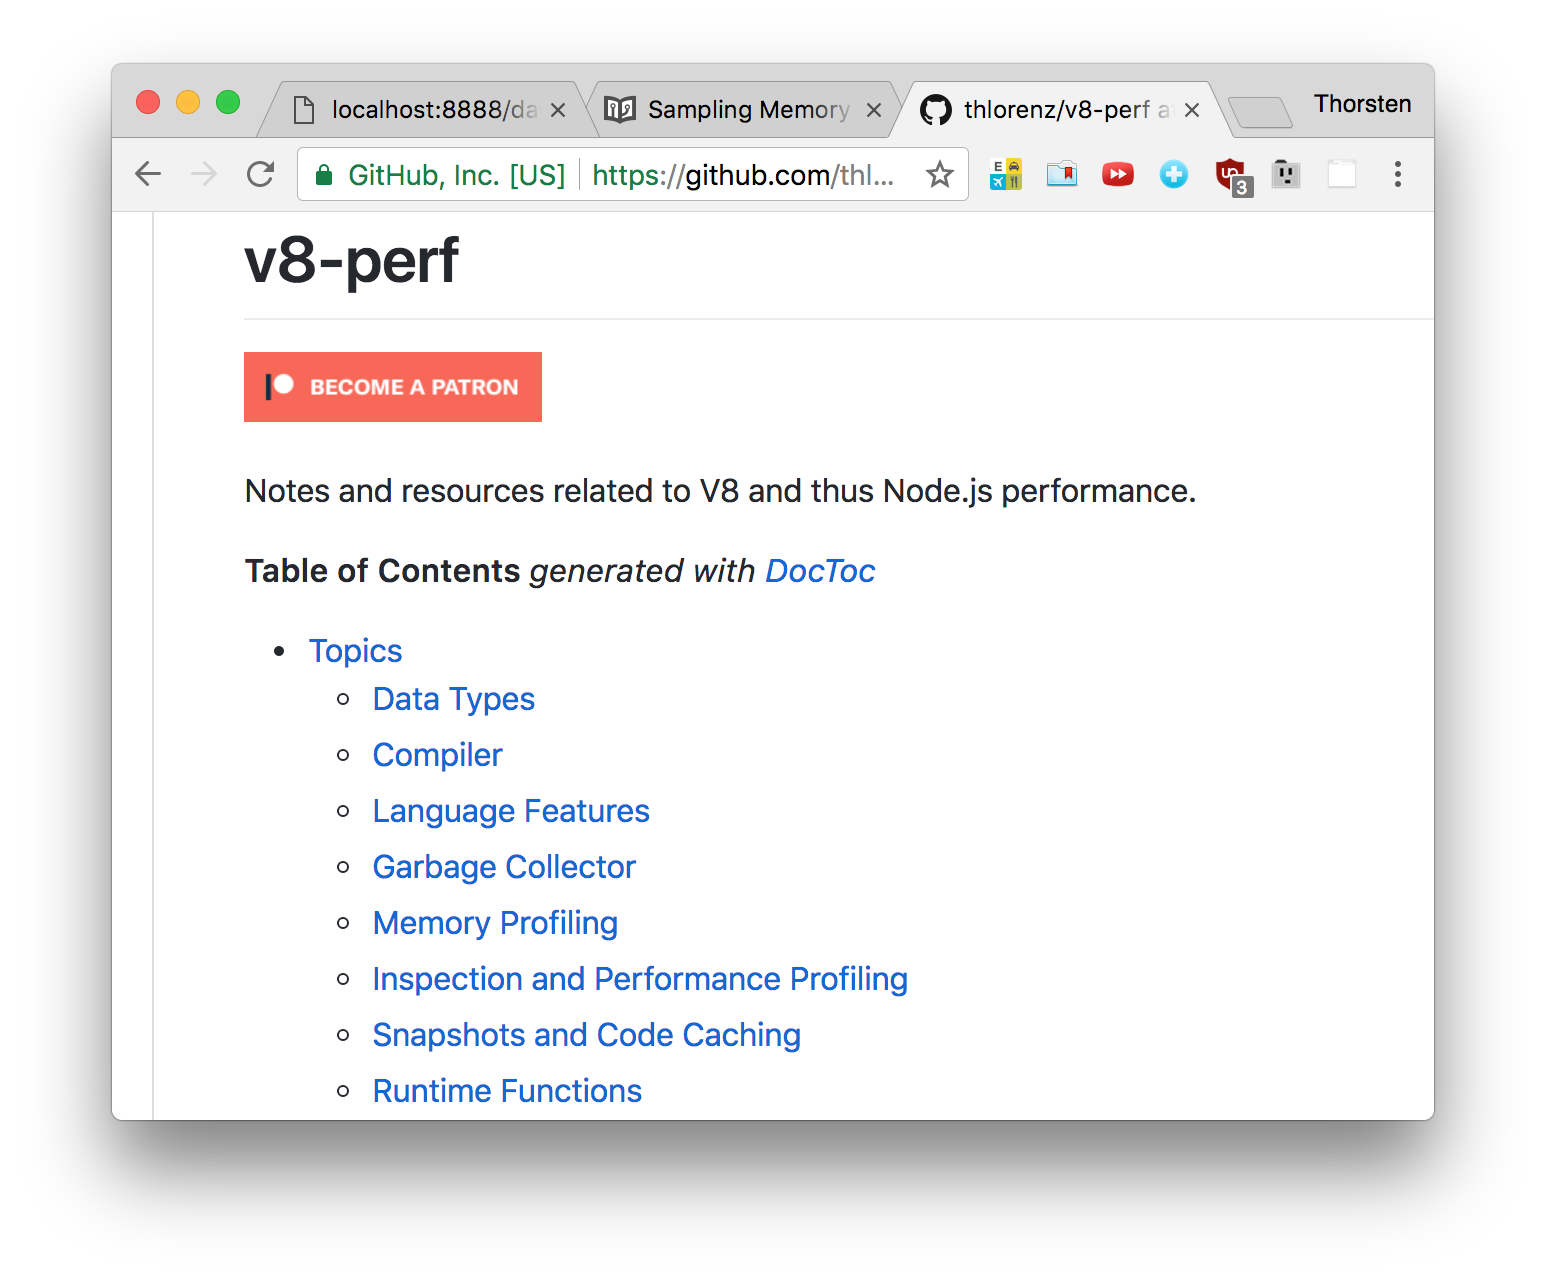 localhost:8888/da
Sampling Memory
thlorenz/v8-perf a
Thorsten
GitHub, Inc. [US]
https://github.com/thl...
E
3
v8-perf
BECOME A PATRON
Notes and resources related to V8 and thus Node.js performance.
Table of Contents generated with DocToc
Topics
Data Types
Compiler
Language Features
Garbage Collector
Memory Profiling
Inspection and Performance Profiling
Snapshots and Code Caching
Runtime Functions